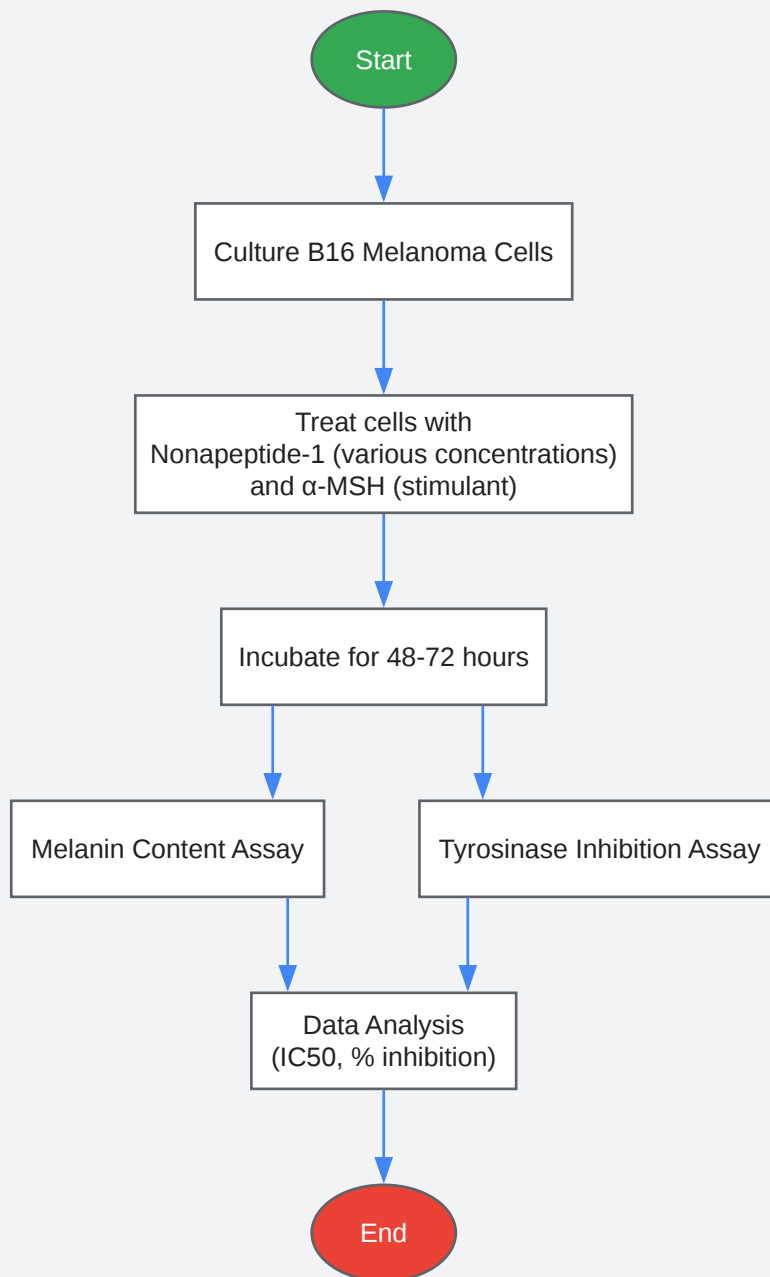 Start
Culture B16 Melanoma Cells
Treat cells with
Nonapeptide-1 (various concentrations)
and α-MSH (stimulant)
Incubate for 48-72 hours
Melanin Content Assay
Tyrosinase Inhibition Assay
Data Analysis
(IC50, % inhibition)
End